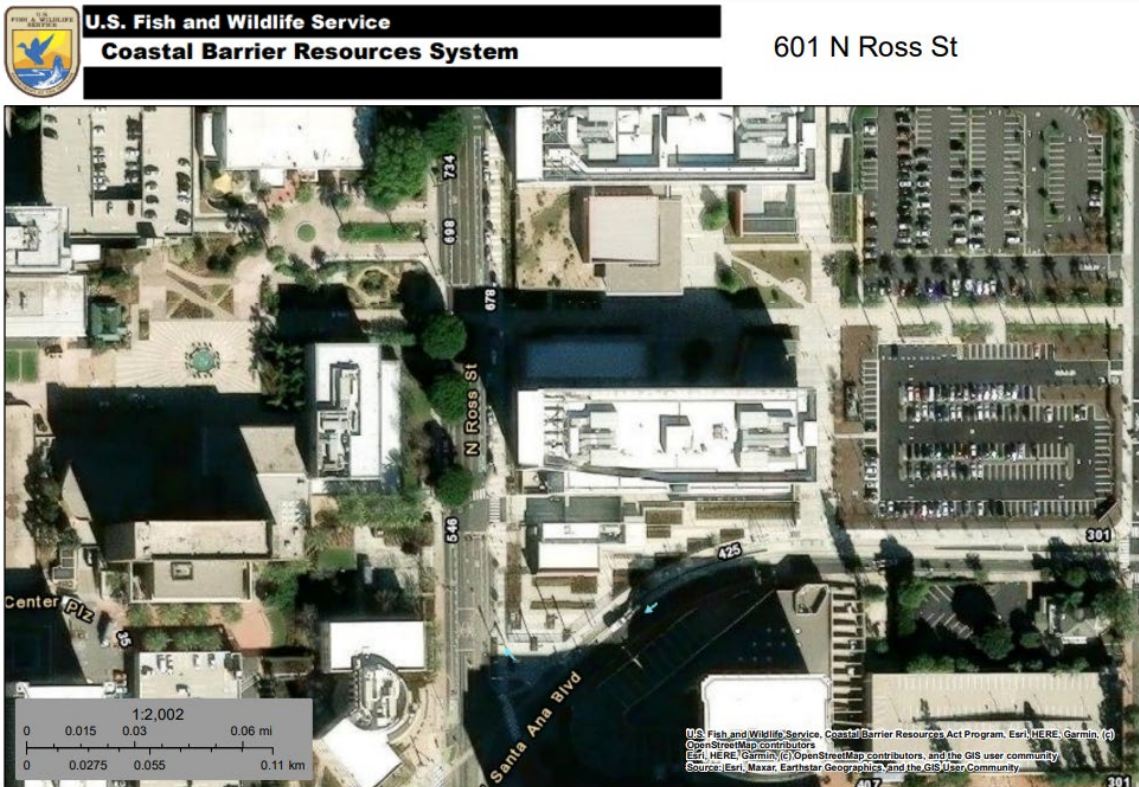 U.S.
FISH & WILDLIFE
SERVICE
U.S. Fish and Wildlife Service
Coastal Barrier Resources System
601 N Ross St
734
698
678
N Ross St
546
425
301
Center Plz
35
Santa Ana Blvd
1:2,002
0 0.015 0.03 0.06 mi
0 0.0275 0.055 0.11 km
U.S. Fish and Wildlife Service, Coastal Barrier Resources Act Program, Esri, HERE, Garmin, (c)
OpenStreetMap contributors
Esri, HERE, Garmin, (c) OpenStreetMap contributors, and the GIS user community
Source: Esri, Maxar, Earthstar Geographics, and the GIS User Community
407
301